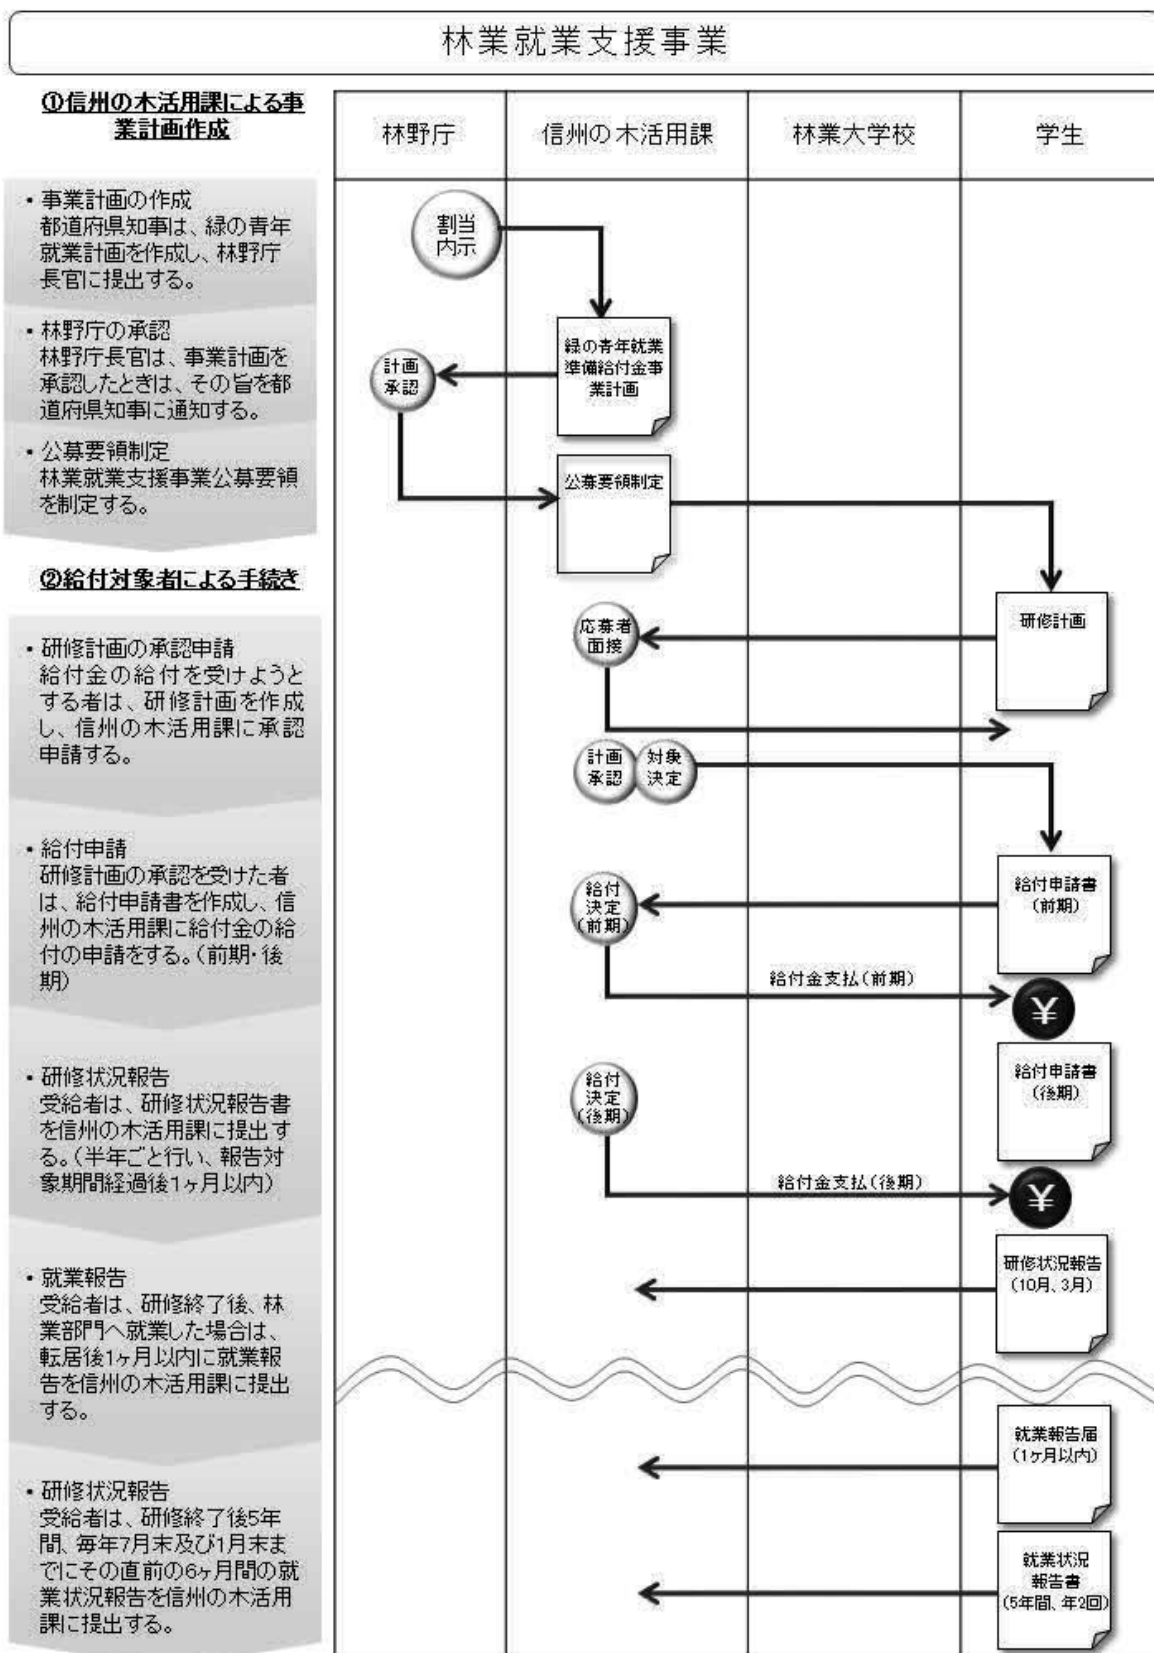 林業就業支援事業
①信州の木活用課による事
業計画作成
・事業計画の作成
都道府県知事は、緑の青年
就業計画を作成し、林野庁
長官に提出する。
・林野庁の承認
林野庁長官は、事業計画を
承認したときは、その旨を都
道府県知事に通知する。
・公募要領制定
林業就業支援事業公募要領
を制定する。
②給付対象者による手続き
・研修計画の承認申請
給付金の給付を受けようと
する者は、研修計画を作成
し、信州の木活用課に承認
申請する。
・給付申請
研修計画の承認を受けた者
は、給付申請書を作成し、信
州の木活用課に給付金の給
付の申請をする。(前期・後
期)
・研修状況報告
受給者は、研修状況報告書
を信州の木活用課に提出す
る。(半年ごと行い、報告対
象期間経過後1ヶ月以内)
・就業報告
受給者は、研修終了後、林
業部門へ就業した場合は、
転居後1ヶ月以内に就業報
告を信州の木活用課に提出
する。
・研修状況報告
受給者は、研修終了後5年
間、毎年7月末及び1月末ま
でにその直前の6ヶ月間の就
業状況報告を信州の木活用
課に提出する。
林野庁
信州の木活用課
林業大学校
学生
割当
内示
緑の青年就業
準備給付金事
業計画
計画
承認
公募要領制定
研修計画
応募者
面接
計画
承認
対象
決定
給付申請書
(前期)
給付
決定
(前期)
給付金支払(前期)
¥
給付申請書
(後期)
給付
決定
(後期)
給付金支払(後期)
¥
研修状況報告
(10月、3月)
就業報告届
(1ヶ月以内)
就業状況
報告書
(5年間、年2回)